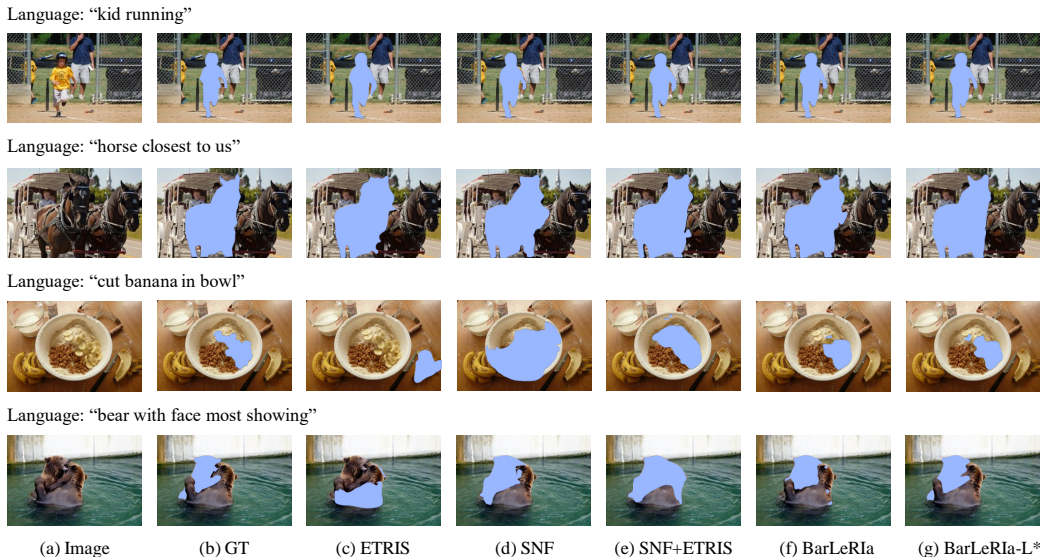 Language: “kid running”
Language: “horse closest to us”
Language: “cut banana in bowl”
Language: “bear with face most showing”
(a) Image (b) GT (c) ETRIS (d) SNF (e) SNF+ETRIS (f) BarLeRIa (g) BarLeRIa-L*